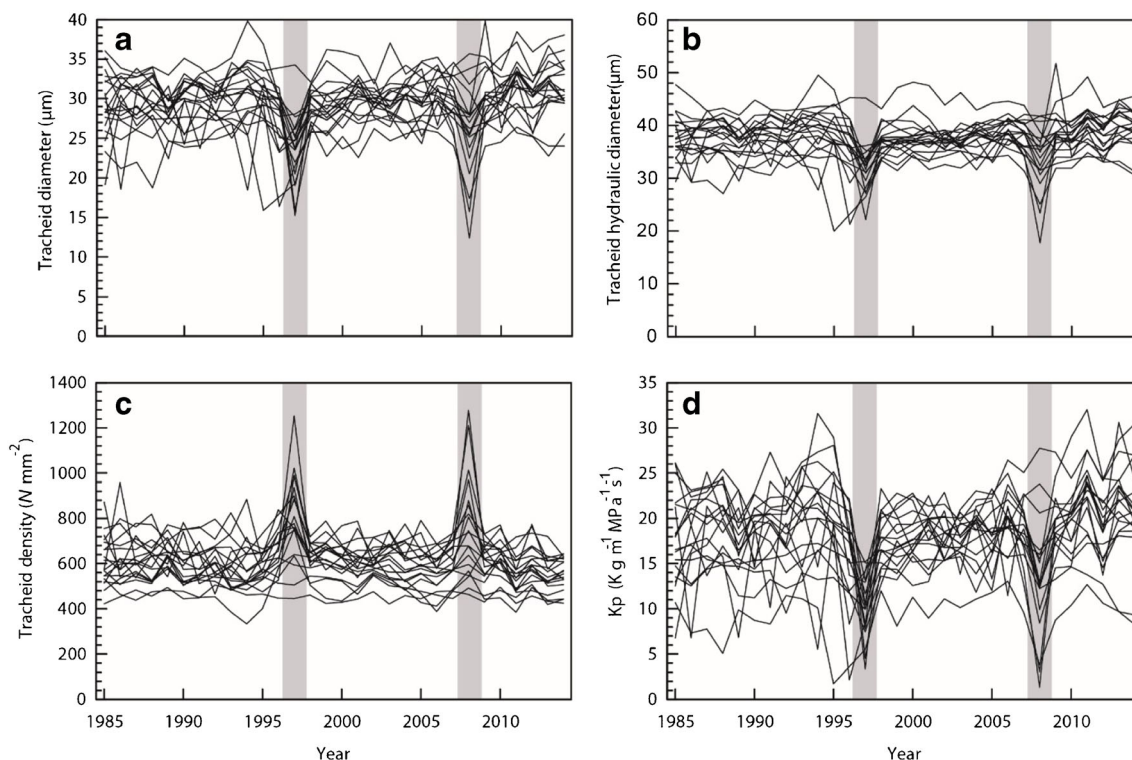 a
Tracheid diameter (µm)
40
35
30
25
20
15
10
5
0
b
Tracheid hydraulic diameter(µm)
60
50
40
30
20
10
0
c
Tracheid density (N mm-2)
1400
1200
1000
800
600
400
200
0
1985 1990 1995 2000 2005 2010
Year
d
Kp (K g m-1 MP a-1 s-1)
35
30
25
20
15
10
5
0
1985 1990 1995 2000 2005 2010
Year